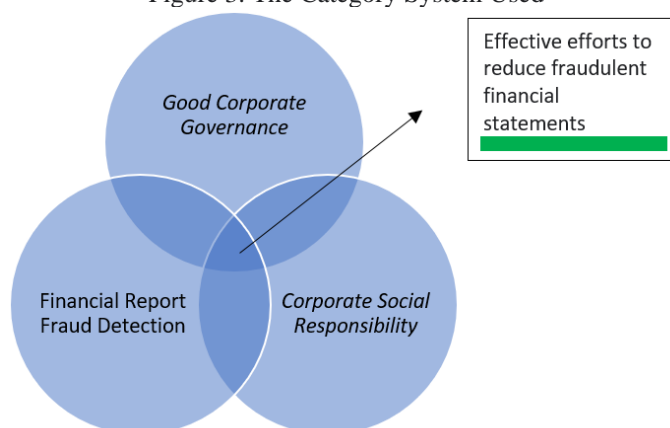 Figure 3. The Category System Used
Good Corporate
Governance
Effective efforts to
reduce fraudulent
financial
statements
Financial Report
Fraud Detection
Corporate Social
Responsibility